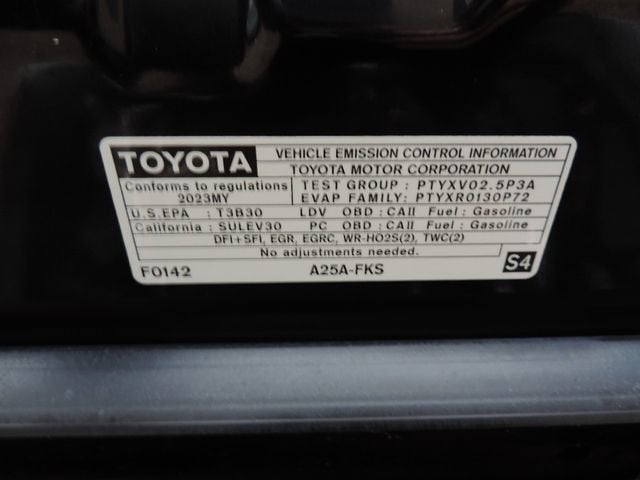 TOYOTA VEHICLE EMISSION CONTROL INFORMATION
TOYOTA MOTOR CORPORATION
Conforms to regulations
2023MY
TEST GROUP : PTYXV02.5P3A
EVAP FAMILY: PTYXR0130P72
U.S.EPA : T3B30 LDV OBD : CAII Fuel : Gasoline
California : SULEV30 PC OBD : CAII Fuel : Gasoline
DFI+SFI, EGR, EGRC, WR-HO2S(2), TWC(2)
No adjustments needed.
F0142 A25A-FKS S4